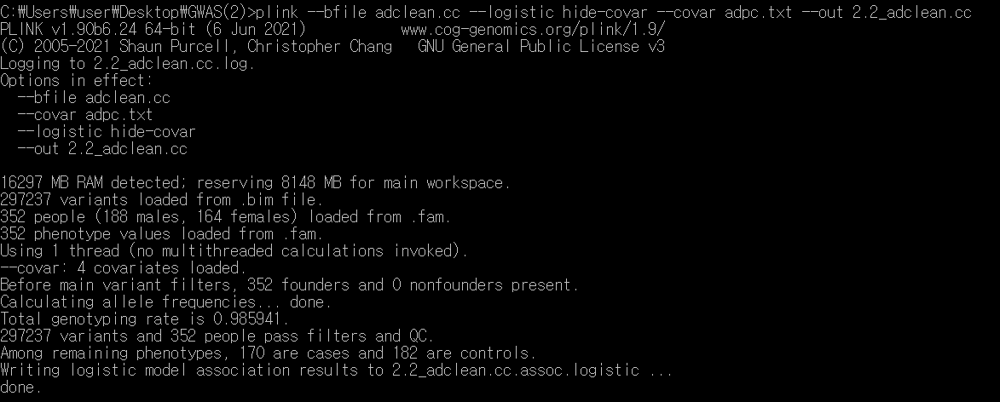 C:₩Users₩user₩Desktop₩GWAS(2)>plink --bfile adclean.cc --logistic hide-covar --covar adpc.txt --out 2.2_adclean.cc
PLINK v1.90b6.24 64-bit (6 Jun 2021) www.cog-genomics.org/plink/1.9/
(C) 2005-2021 Shaun Purcell, Christopher Chang GNU General Public License v3
Logging to 2.2_adclean.cc.log.
Options in effect:
--bfile adclean.cc
--covar adpc.txt
--logistic hide-covar
--out 2.2_adclean.cc
16297 MB RAM detected; reserving 8148 MB for main workspace.
297237 variants loaded from .bim file.
352 people (188 males, 164 females) loaded from .fam.
352 phenotype values loaded from .fam.
Using 1 thread (no multithreaded calculations invoked).
--covar: 4 covariates loaded.
Before main variant filters, 352 founders and 0 nonfounders present.
Calculating allele frequencies... done.
Total genotyping rate is 0.985941.
297237 variants and 352 people pass filters and QC.
Among remaining phenotypes, 170 are cases and 182 are controls.
Writing logistic model association results to 2.2_adclean.cc.assoc.logistic ...
done.